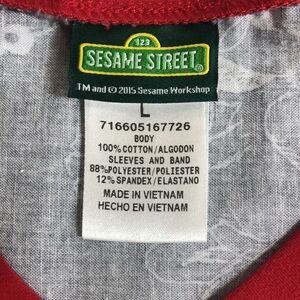 123
SESAME STREET
TM and © 2015 Sesame Workshop
L
716605167726
BODY
100%COTTON/ALGODON
SLEEVES AND BAND
88%POLYESTER/POLIESTER
12%SPANDEX/ELASTANO
MADE IN VIETNAM
HECHO EN VIETNAM